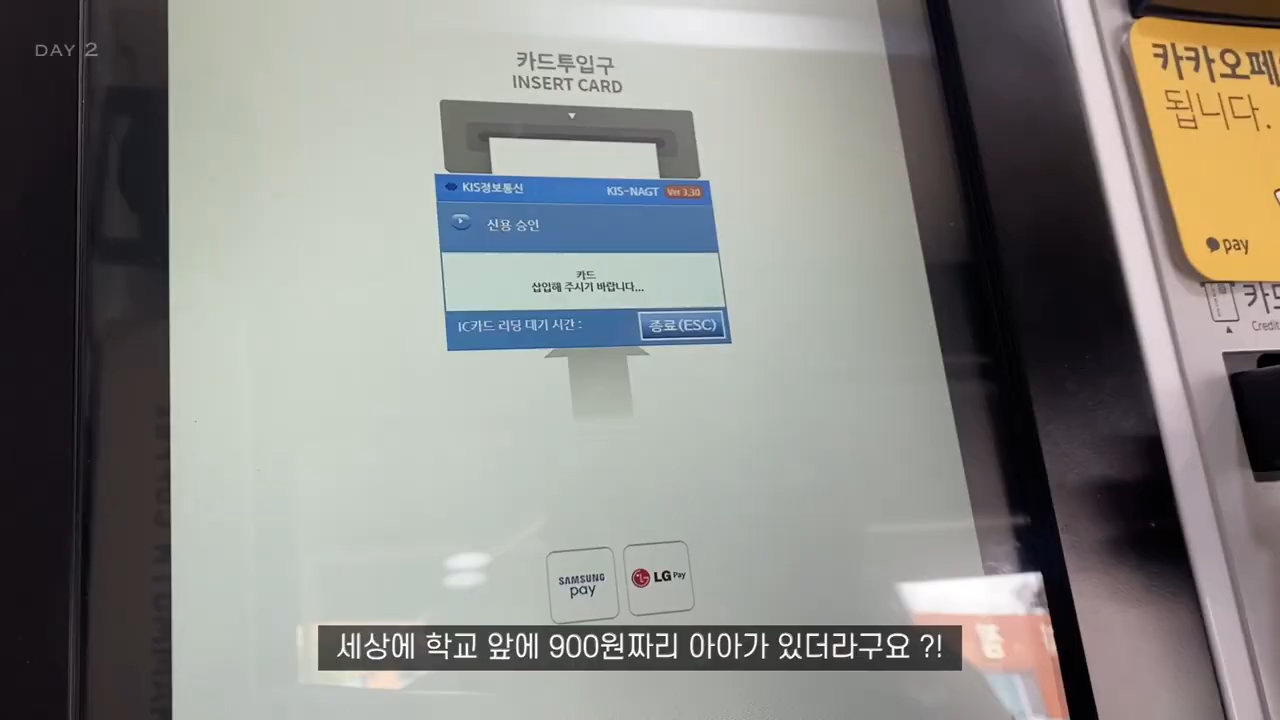 DAY 2
카드투입구
INSERT CARD
KIS정보통신
KIS-NAGT Ver 3.30
신용 승인
카드
삽입해 주시기 바랍니다...
IC카드 리딩 대기 시간 :
종료(ESC)
SAMSUNG
pay
LG Pay
카카오페
됩니다.
pay
카드
Credit
세상에 학교 앞에 900원짜리 아아가 있더라구요 ?!